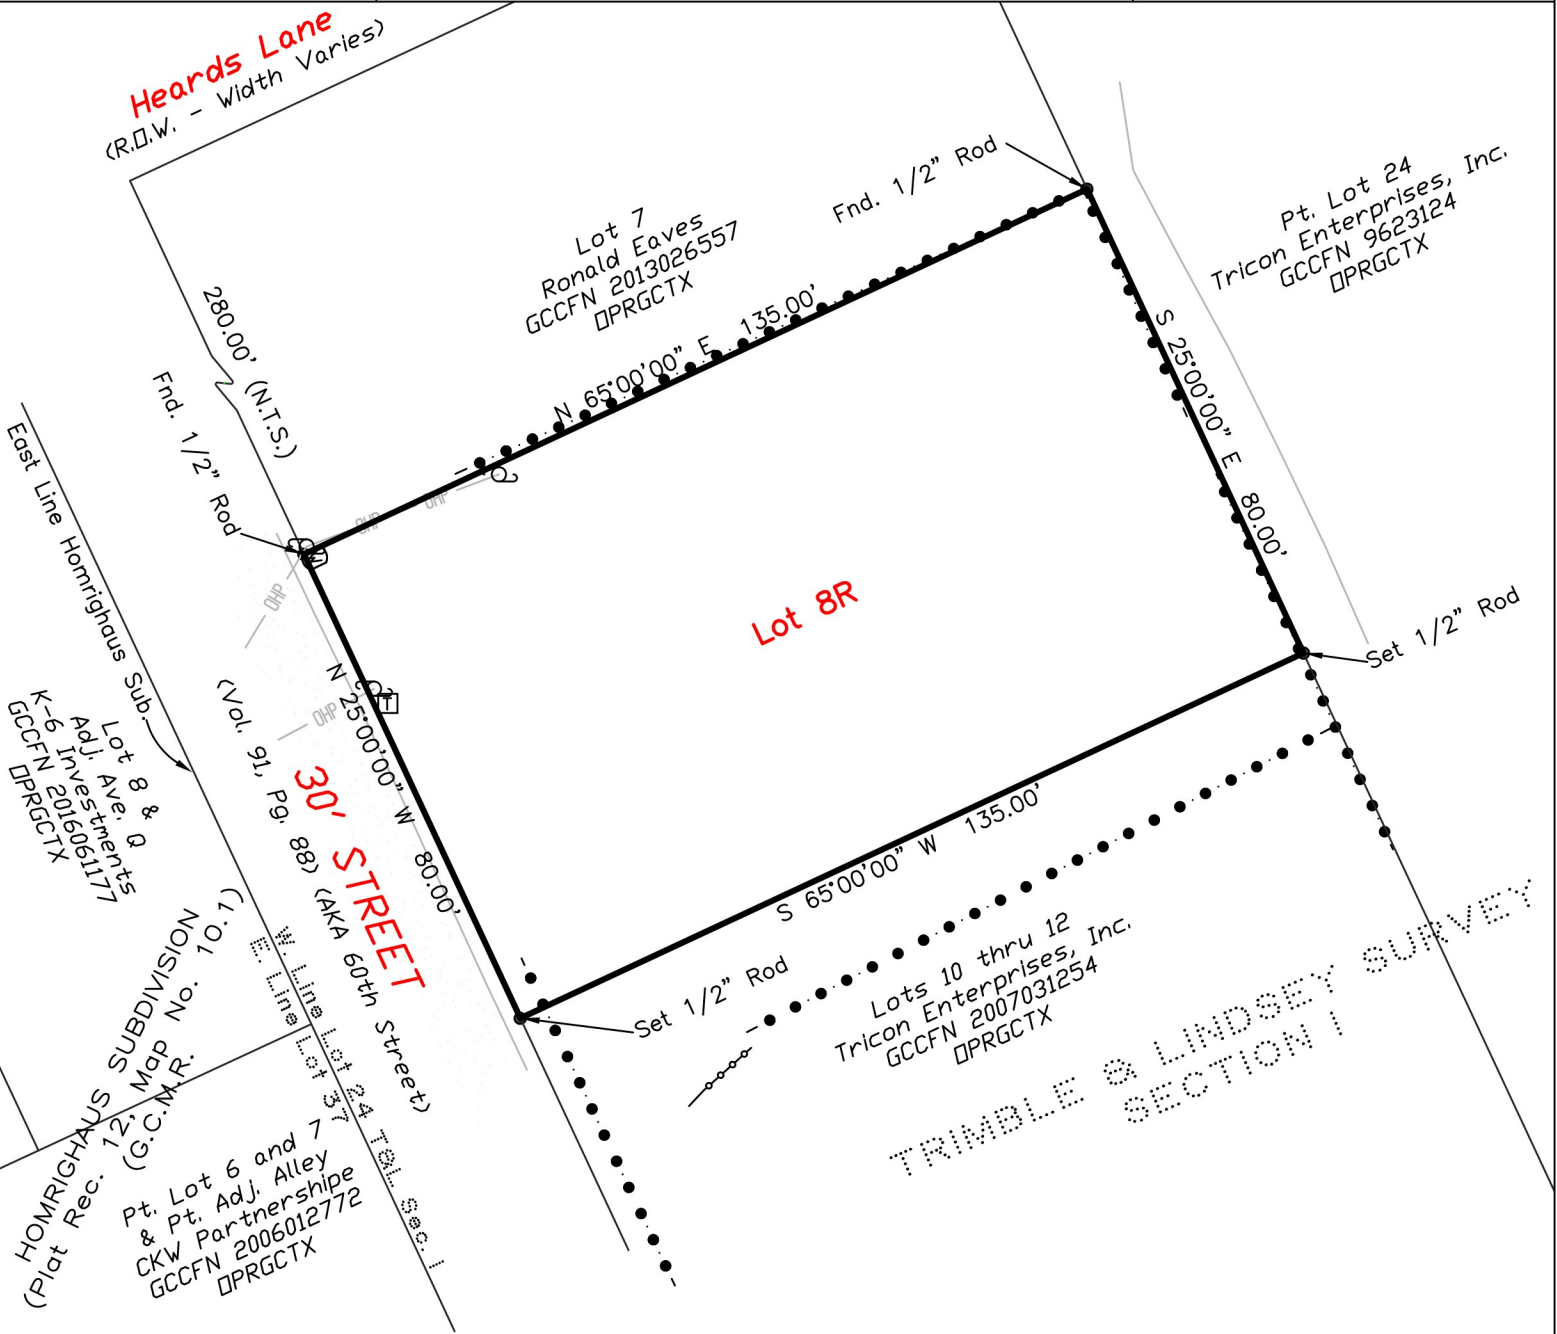 Heards Lane
(R.O.W. - Width Varies)
280.00' (N.T.S.)
Lot 7
Ronald Eaves
GCCFN 2013026557
OPRGCTX
Fnd. 1/2" Rod
Pt. Lot 24
Tricon Enterprises, Inc.
GCCFN 9623124
OPRGCTX
N 65°00'00" E 135.00'
S 25°00'00" E 80.00'
Fnd. 1/2" Rod
East Line Homrighaus Sub.
OHP
OHP
OHP
OHP
T
Lot 8R
Set 1/2" Rod
N 25°00'00" W 80.00'
S 65°00'00" W 135.00'
Set 1/2" Rod
30' STREET
(Vol. 91, Pg. 88) (AKA 60th Street)
Lot 8 &
Adj. Ave. Q
K-6 Investments
GCCFN 2016061177
OPRGCTX
HOMRIGHAUS SUBDIVISION
(Plat Rec. 12, Map No. 10.1)
(G.C.M.R.
W. Line Lot 24 T&L Sec. 1
E. Line Lot 37
Lots 10 thru 12
Tricon Enterprises, Inc.
GCCFN 2007031254
OPRGCTX
TRIMBLE & LINDSEY SURVEY
SECTION 1
Pt. Lot 6 and 7
& Pt. Adj. Alley
CKW Partnershipe
GCCFN 2006012772
OPRGCTX